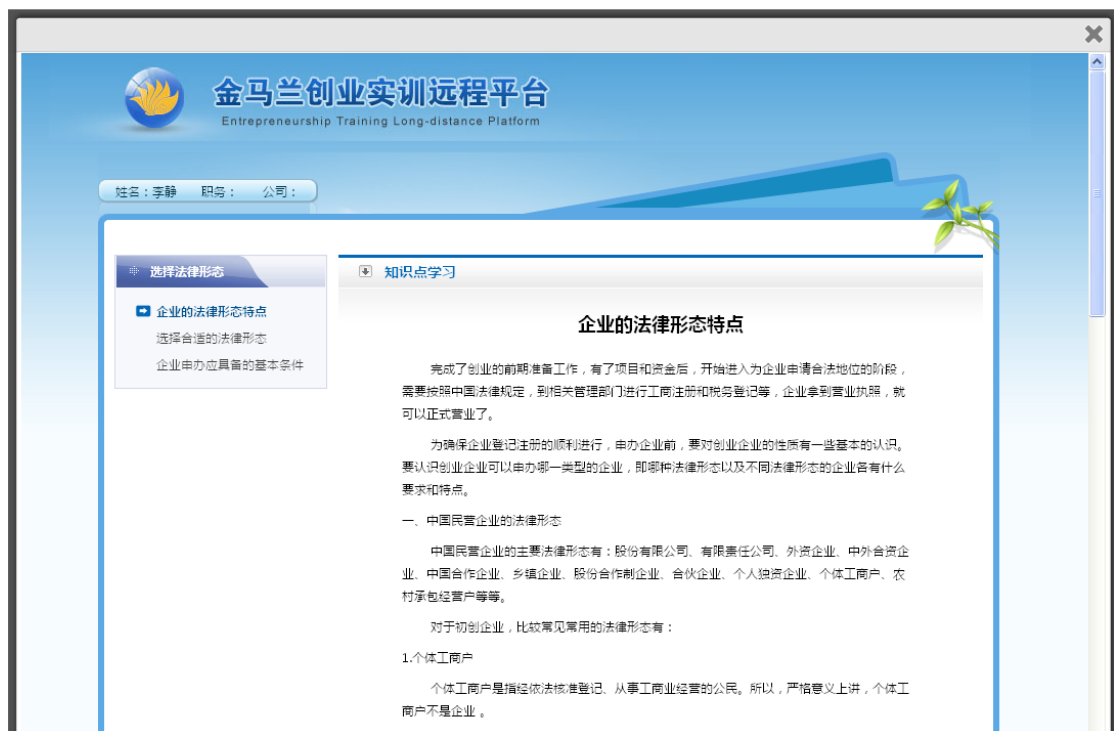 金马兰创业实训远程平台
Entrepreneurship Training Long-distance Platform
姓名：李静 职务： 公司：
选择法律形态
企业的法律形态特点
选择合适的法律形态
企业申办应具备的基本条件
知识点学习
企业的法律形态特点
完成了创业的前期准备工作，有了项目和资金后，开始进入为企业申请合法地位的阶段，
需要按照中国法律规定，到相关管理部门进行工商注册和税务登记等，企业拿到营业执照，就
可以正式营业了。
为确保企业登记注册的顺利进行，申办企业前，要对创业企业的性质有一些基本的认识。
要认识创业企业可以申办哪一类型的企业，即哪种法律形态以及不同法律形态的企业各有什么
要求和特点。
一、中国民营企业的法律形态
中国民营企业的主要法律形态有：股份有限公司、有限责任公司、外资企业、中外合资企
业、中国合作企业、乡镇企业、股份合作制企业、合伙企业、个人独资企业、个体工商户、农
村承包经营户等等。
对于初创企业，比较常见常用的法律形态有：
1.个体工商户
个体工商户是指经依法核准登记、从事工商业经营的公民。所以，严格意义上讲，个体工
商户不是企业 。